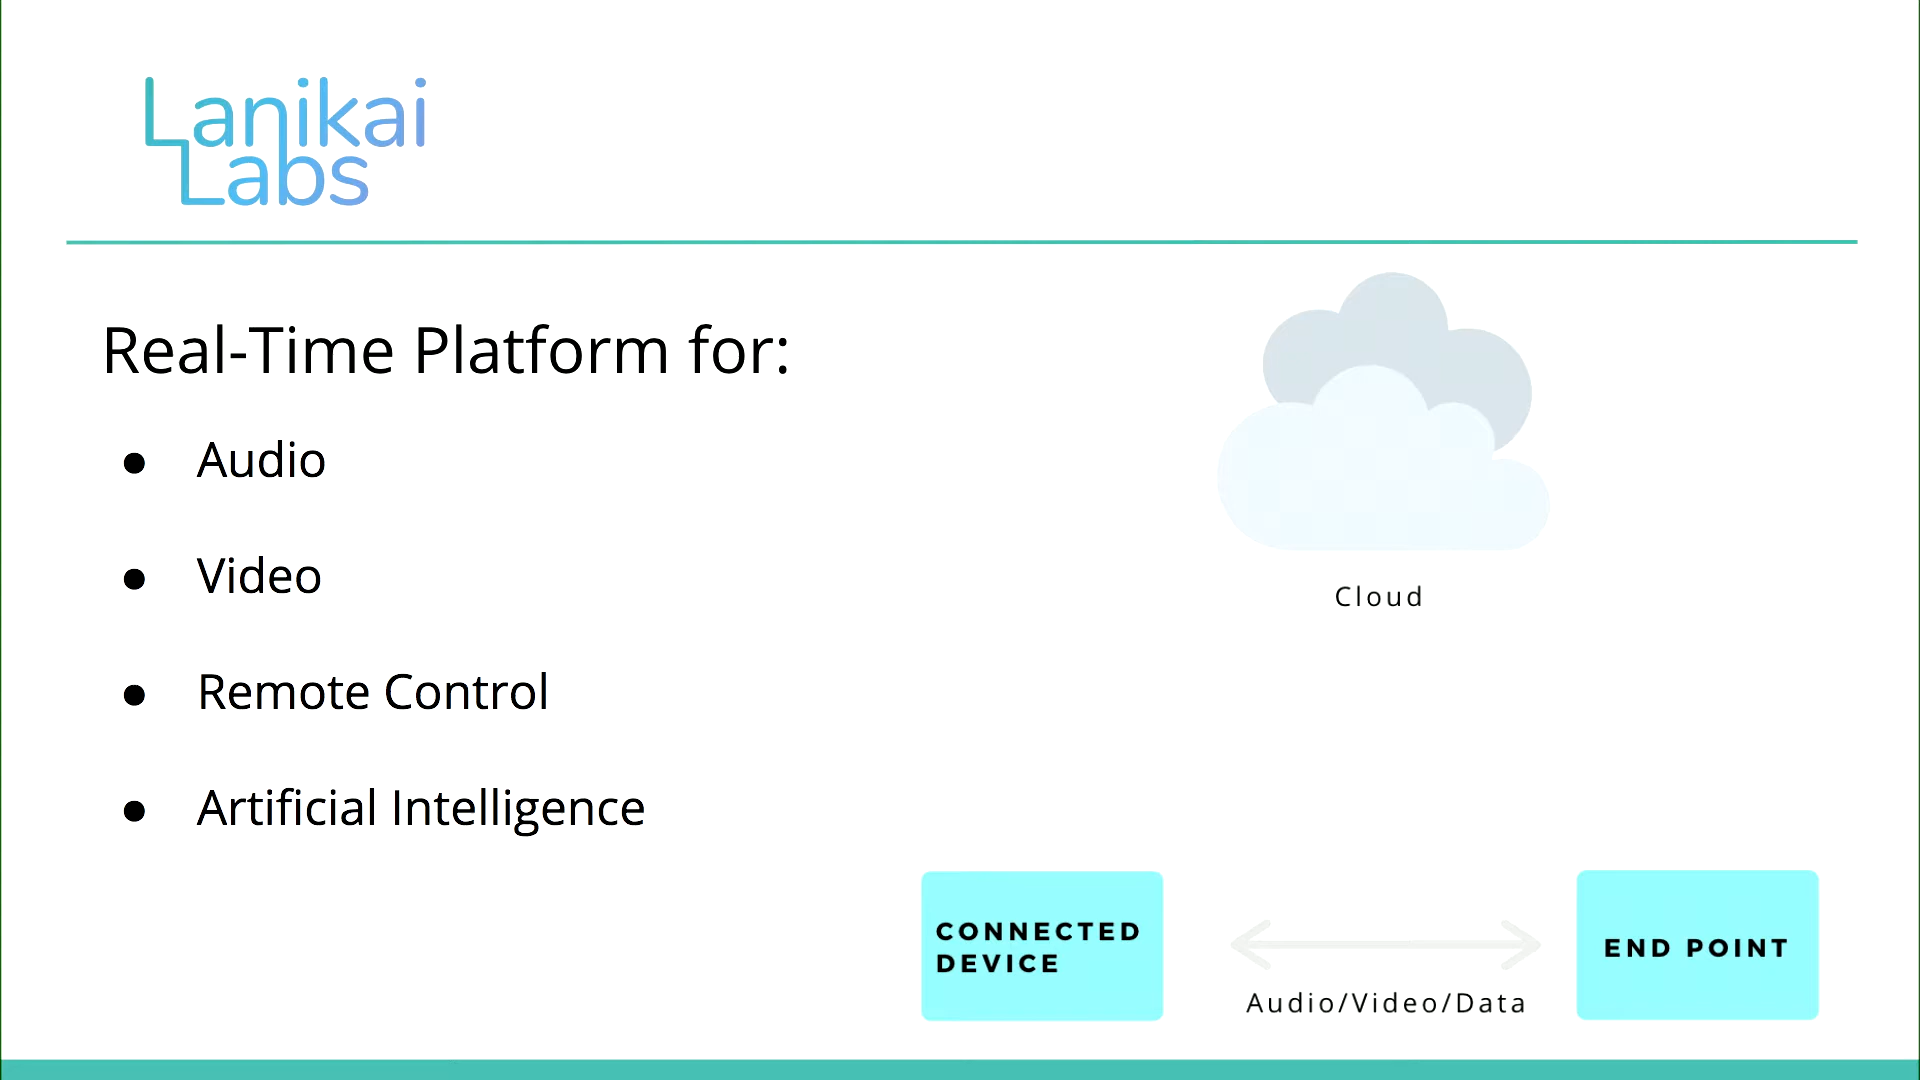 Lanikai
Labs
Real-Time Platform for:
● Audio
● Video
● Remote Control
● Artificial Intelligence
Cloud
CONNECTED
DEVICE
Audio/Video/Data
END POINT